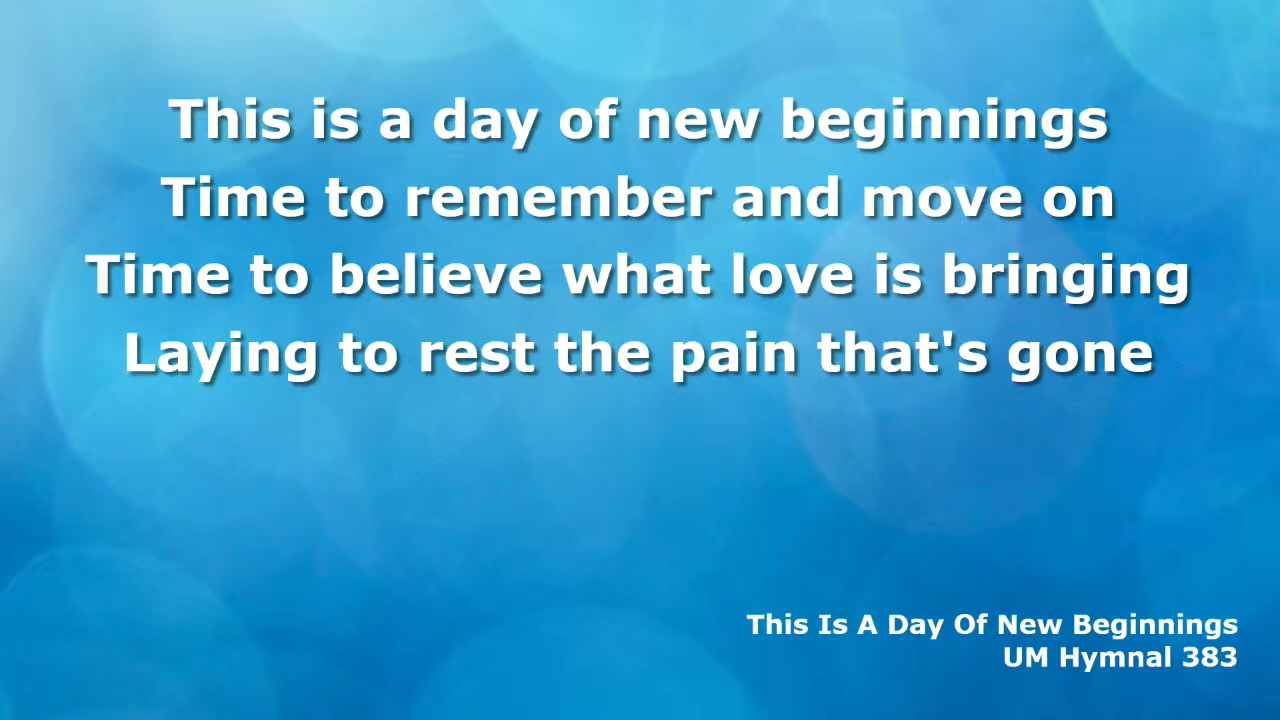 This is a day of new beginnings
Time to remember and move on
Time to believe what love is bringing
Laying to rest the pain that's gone
This Is A Day Of New Beginnings
UM Hymnal 383